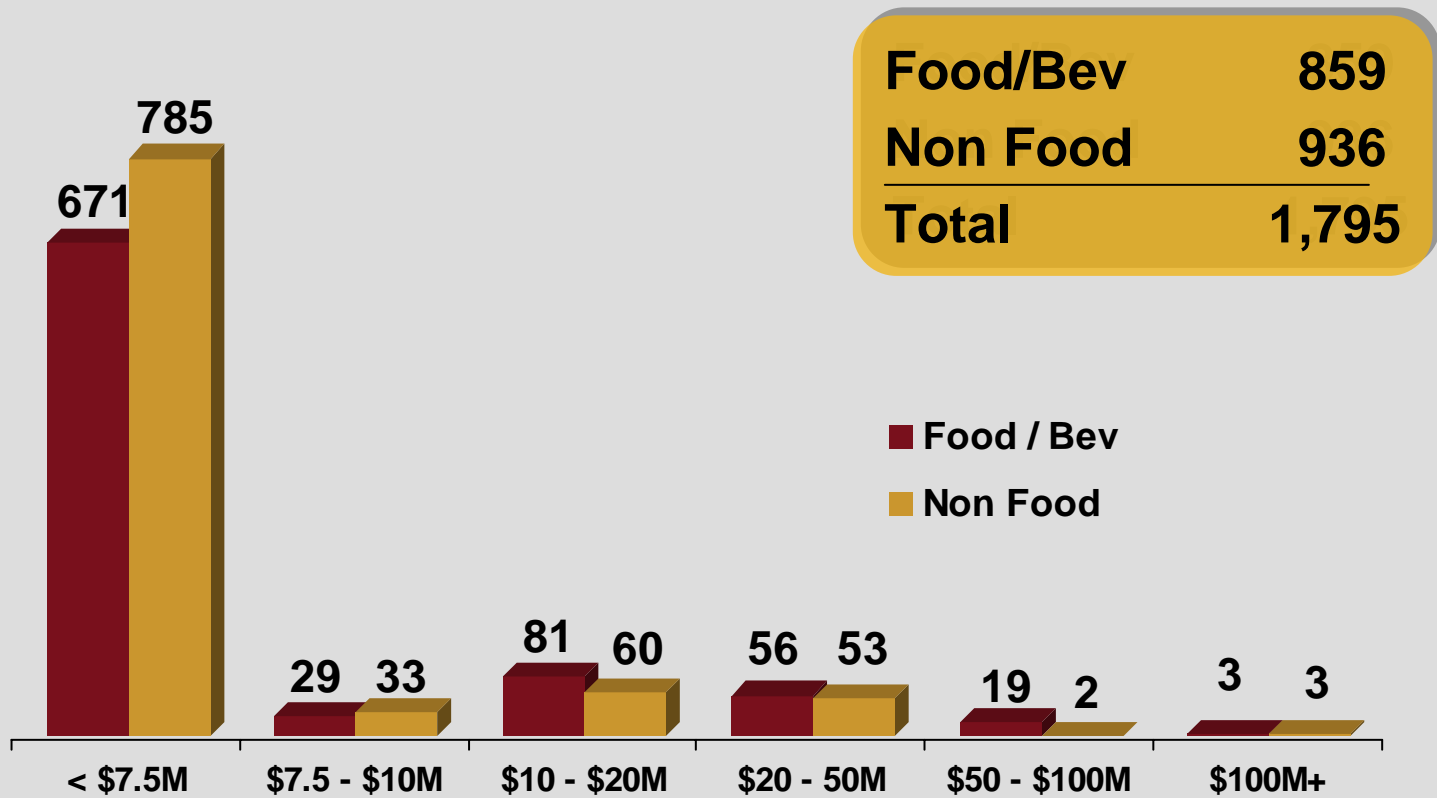 Food/Bev 859
Non Food 936
Total 1,795
785
671
Food / Bev
Non Food
81
60
56
53
29
33
19
2
3
3
< $7.5M
$7.5 - $10M
$10 - $20M
$20 - 50M
$50 - $100M
$100M+